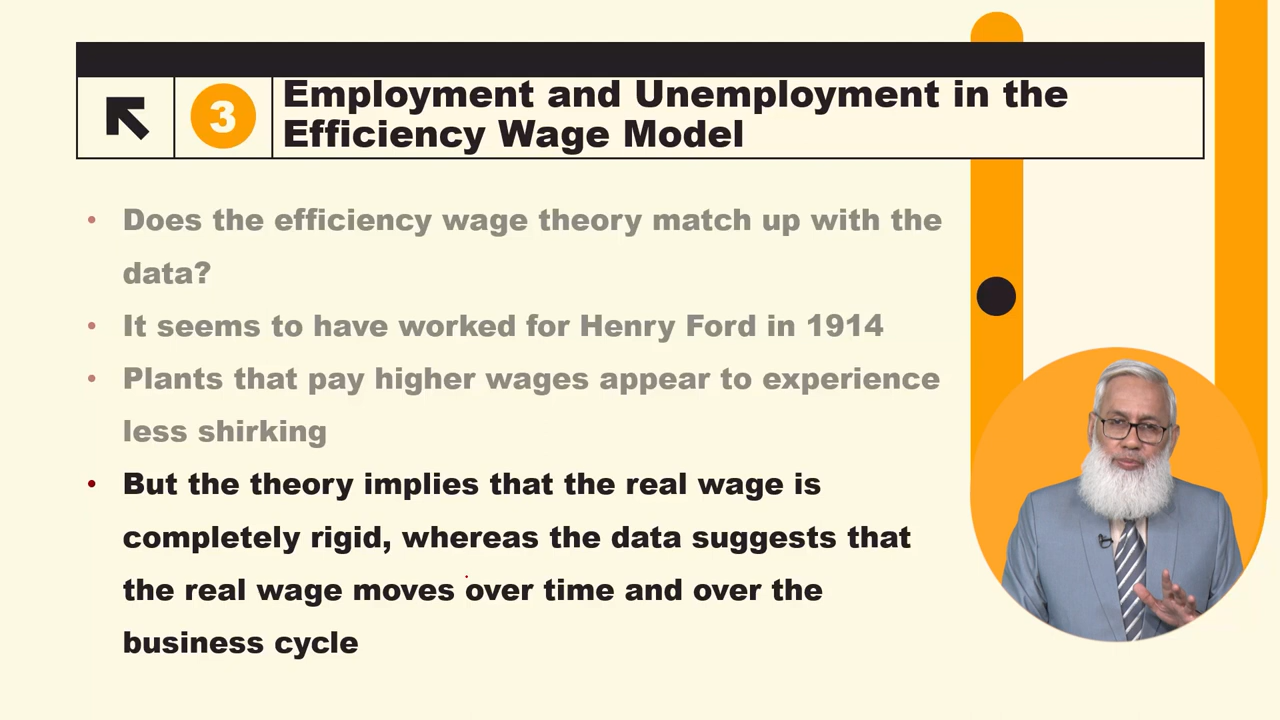 3
Employment and Unemployment in the
Efficiency Wage Model
• Does the efficiency wage theory match up with the
data?
• It seems to have worked for Henry Ford in 1914
• Plants that pay higher wages appear to experience
less shirking
• But the theory implies that the real wage is
completely rigid, whereas the data suggests that
the real wage moves over time and over the
business cycle